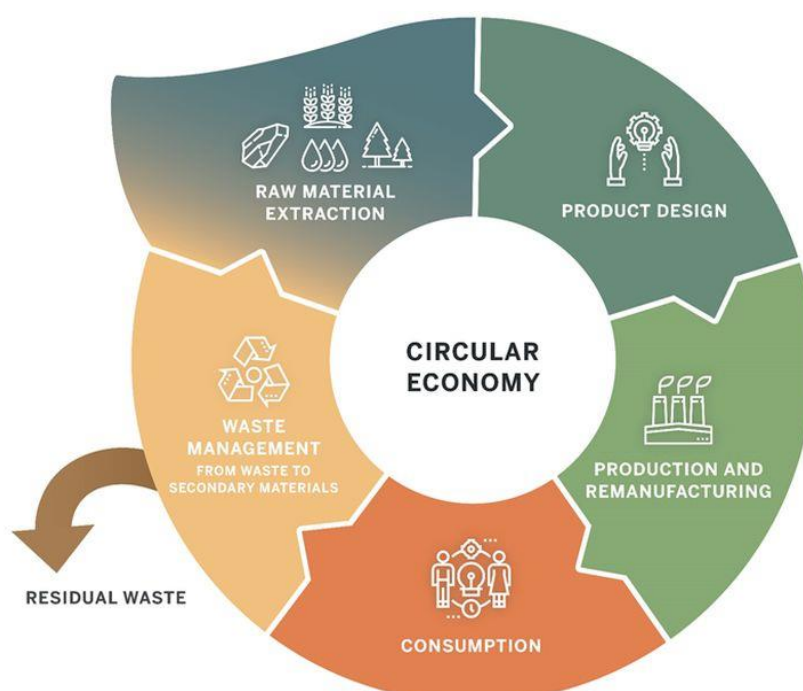 RAW MATERIAL
EXTRACTION
PRODUCT DESIGN
CIRCULAR
ECONOMY
PRODUCTION AND
REMANUFACTURING
CONSUMPTION
WASTE
MANAGEMENT
FROM WASTE TO
SECONDARY MATERIALS
RESIDUAL WASTE